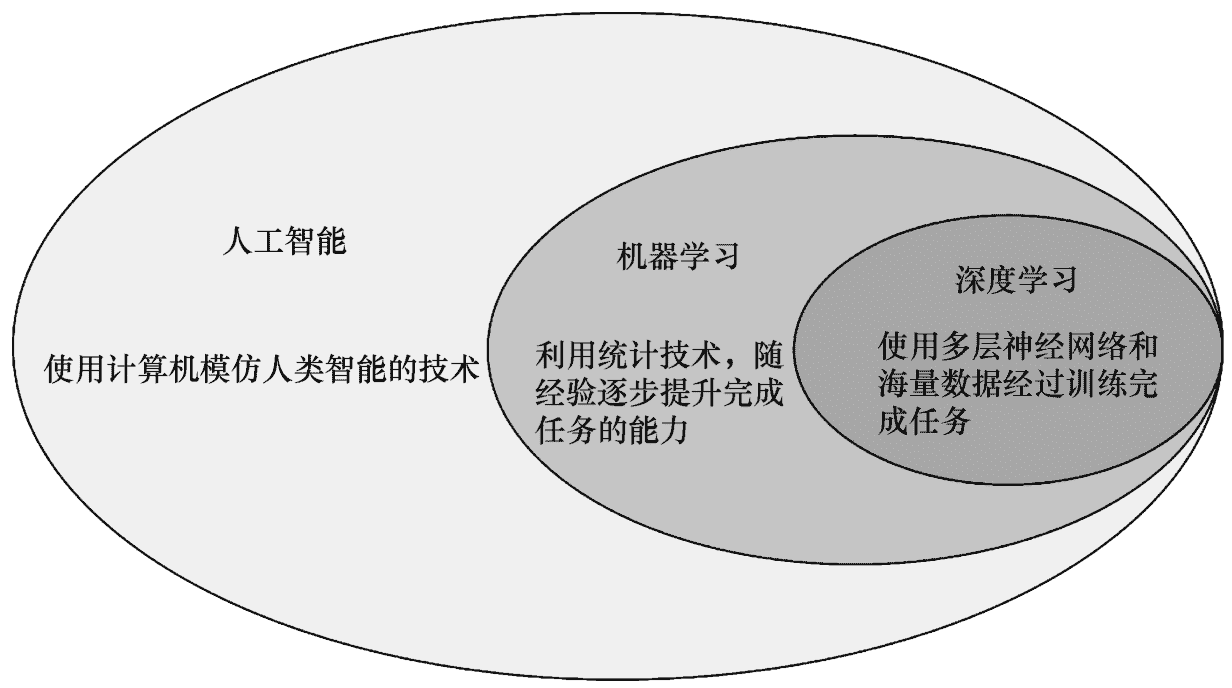 人工智能
使用计算机模仿人类智能的技术
机器学习
利用统计技术，随
经验逐步提升完成
任务的能力
深度学习
使用多层神经网络和
海量数据经过训练完
成任务